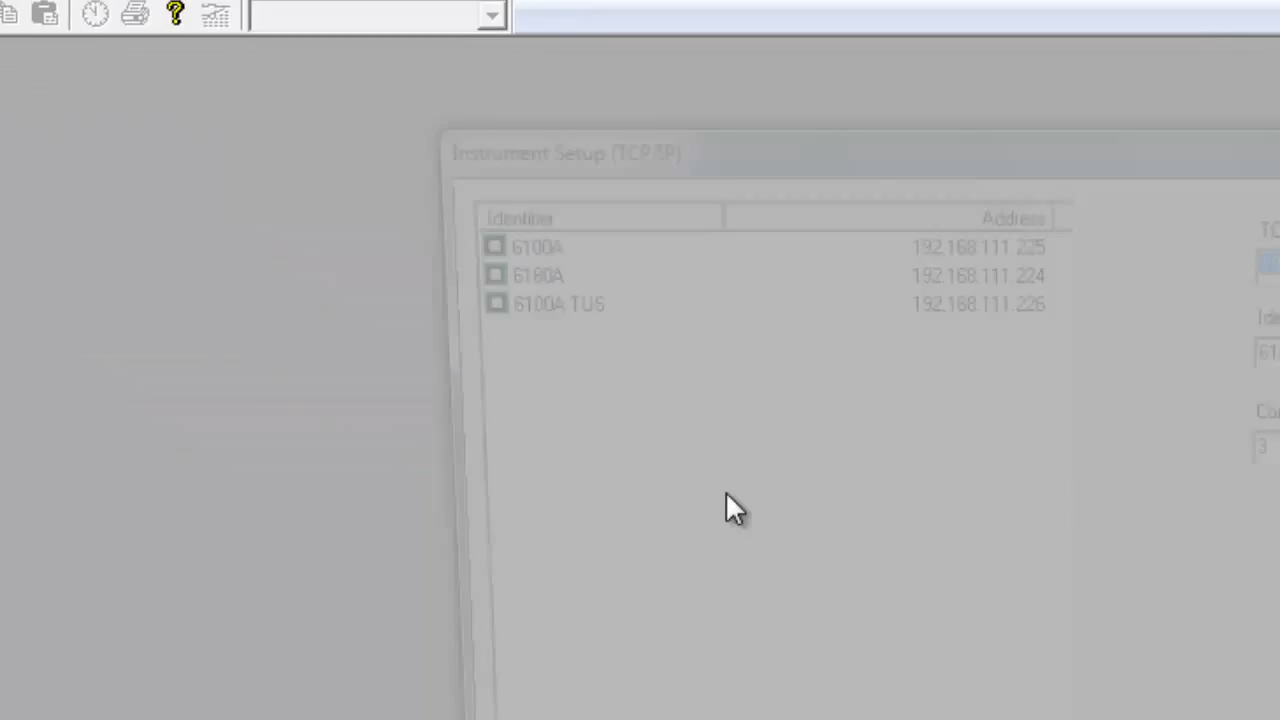 Instrument Setup (TCP/IP)
Identifier Address
6100A 192.168.111.225
6180A 192.168.111.224
6100A TUS 192.168.111.226
3